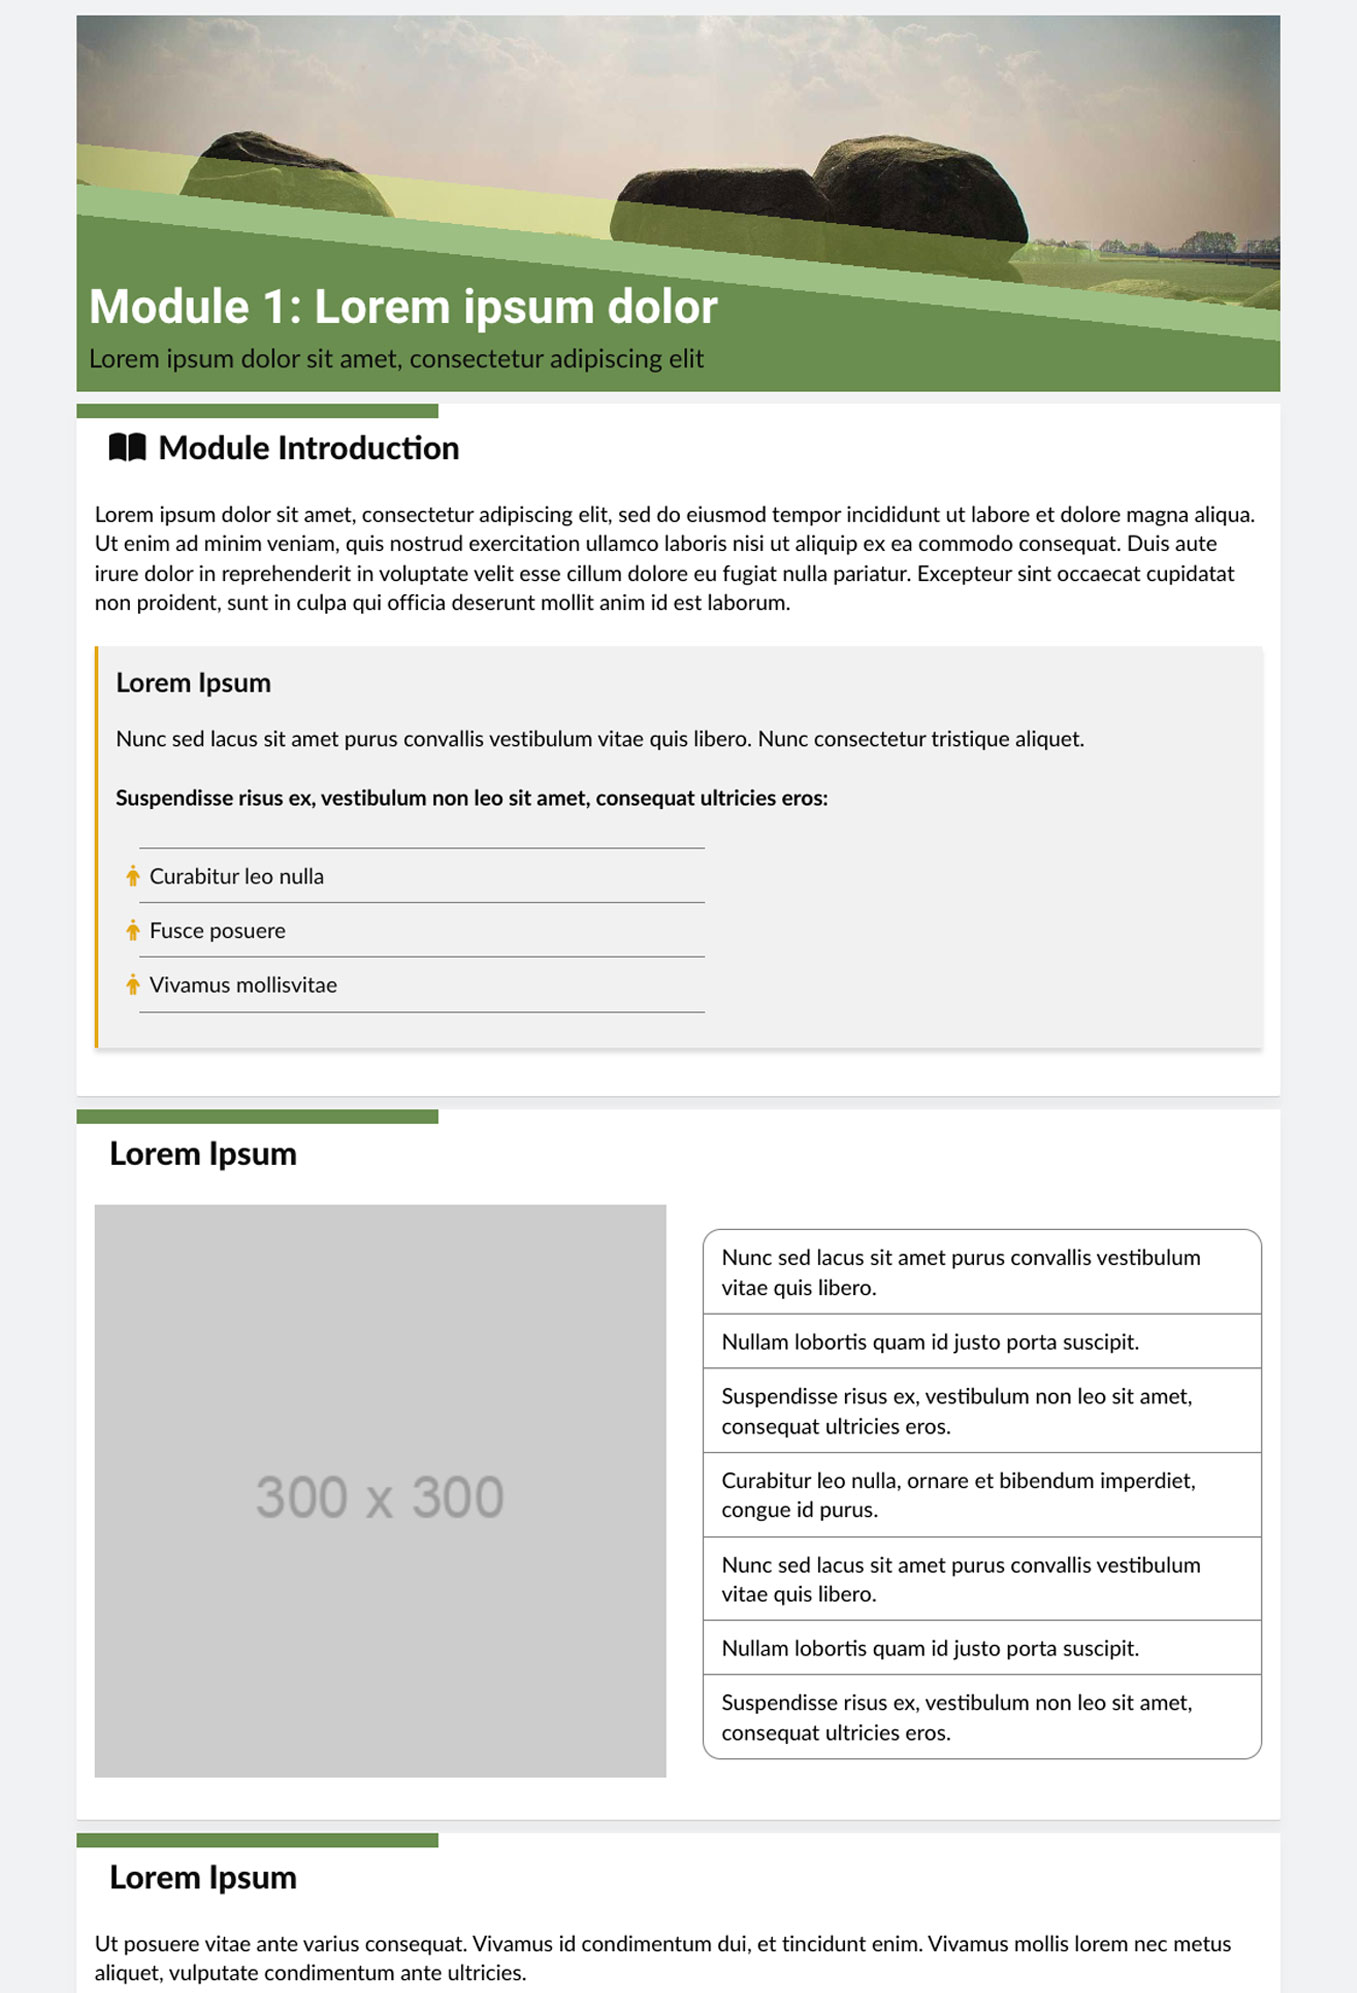 Module 1: Lorem ipsum dolor
Lorem ipsum dolor sit amet, consectetur adipiscing elit
Module Introduction
Lorem ipsum dolor sit amet, consectetur adipiscing elit, sed do eiusmod tempor incididunt ut labore et dolore magna aliqua.
Ut enim ad minim veniam, quis nostrud exercitation ullamco laboris nisi ut aliquip ex ea commodo consequat. Duis aute
irure dolor in reprehenderit in voluptate velit esse cillum dolore eu fugiat nulla pariatur. Excepteur sint occaecat cupidatat
non proident, sunt in culpa qui officia deserunt mollit anim id est laborum.
Lorem Ipsum
Nunc sed lacus sit amet purus convallis vestibulum vitae quis libero. Nunc consectetur tristique aliquet.
Suspendisse risus ex, vestibulum non leo sit amet, consequat ultricies eros:
Curabitur leo nulla
Fusce posuere
Vivamus mollisvitae
Lorem Ipsum
300 x 300
Nunc sed lacus sit amet purus convallis vestibulum
vitae quis libero.
Nullam lobortis quam id justo porta suscipit.
Suspendisse risus ex, vestibulum non leo sit amet,
consequat ultricies eros.
Curabitur leo nulla, ornare et bibendum imperdiet,
congue id purus.
Nunc sed lacus sit amet purus convallis vestibulum
vitae quis libero.
Nullam lobortis quam id justo porta suscipit.
Suspendisse risus ex, vestibulum non leo sit amet,
consequat ultricies eros.
Lorem Ipsum
Ut posuere vitae ante varius consequat. Vivamus id condimentum dui, et tincidunt enim. Vivamus mollis lorem nec metus
aliquet, vulputate condimentum ante ultricies.